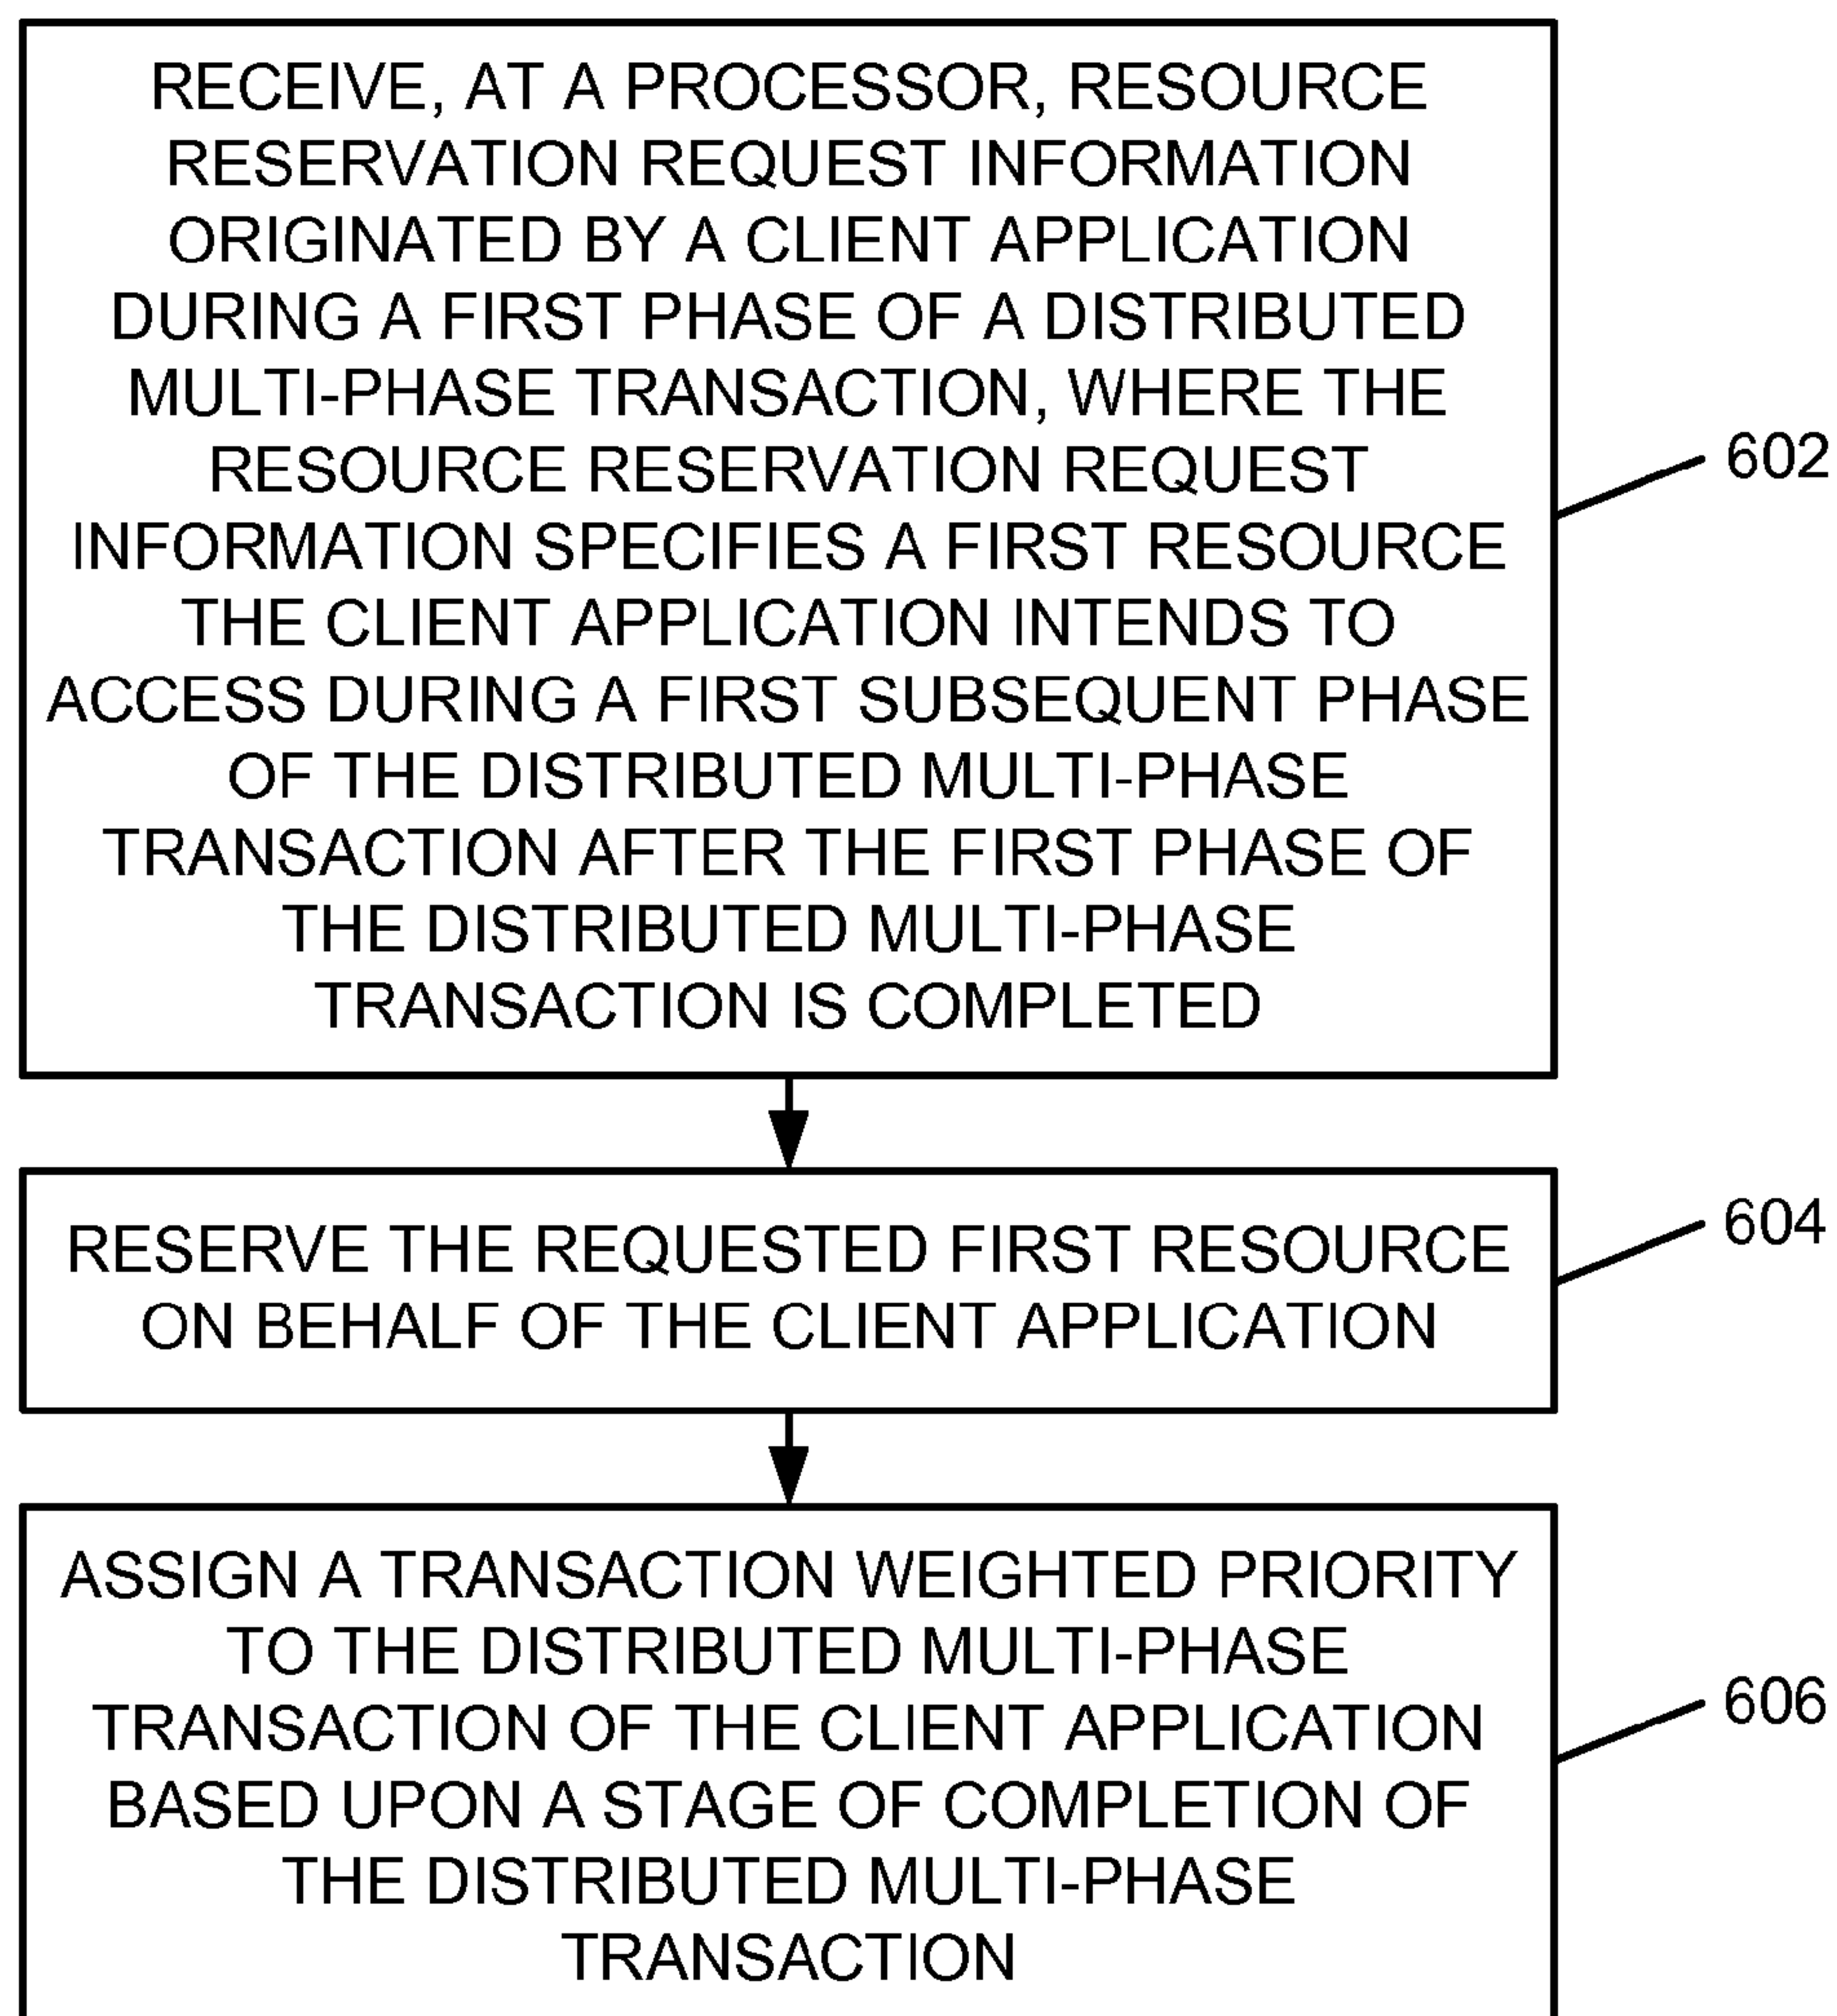 RECEIVE, AT A PROCESSOR, RESOURCE
RESERVATION REQUEST INFORMATION
ORIGINATED BY A CLIENT APPLICATION
DURING A FIRST PHASE OF A DISTRIBUTED
MULTI-PHASE TRANSACTION, WHERE THE
RESOURCE RESERVATION REQUEST
INFORMATION SPECIFIES A FIRST RESOURCE
THE CLIENT APPLICATION INTENDS TO
ACCESS DURING A FIRST SUBSEQUENT PHASE
OF THE DISTRIBUTED MULTI-PHASE
TRANSACTION AFTER THE FIRST PHASE OF
THE DISTRIBUTED MULTI-PHASE
TRANSACTION IS COMPLETED
602
RESERVE THE REQUESTED FIRST RESOURCE
ON BEHALF OF THE CLIENT APPLICATION
604
ASSIGN A TRANSACTION WEIGHTED PRIORITY
TO THE DISTRIBUTED MULTI-PHASE
TRANSACTION OF THE CLIENT APPLICATION
BASED UPON A STAGE OF COMPLETION OF
THE DISTRIBUTED MULTI-PHASE
TRANSACTION
606